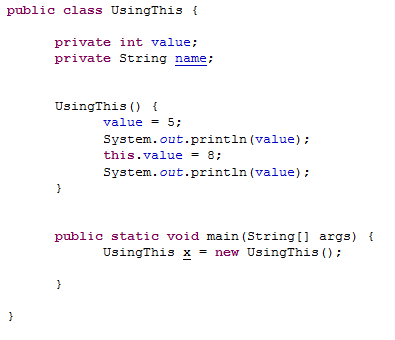 public class UsingThis {
private int value;
private String name;
UsingThis() {
value = 5;
System.out.println(value);
this.value = 8;
System.out.println(value);
}
public static void main(String[] args) {
UsingThis x = new UsingThis();
}
}